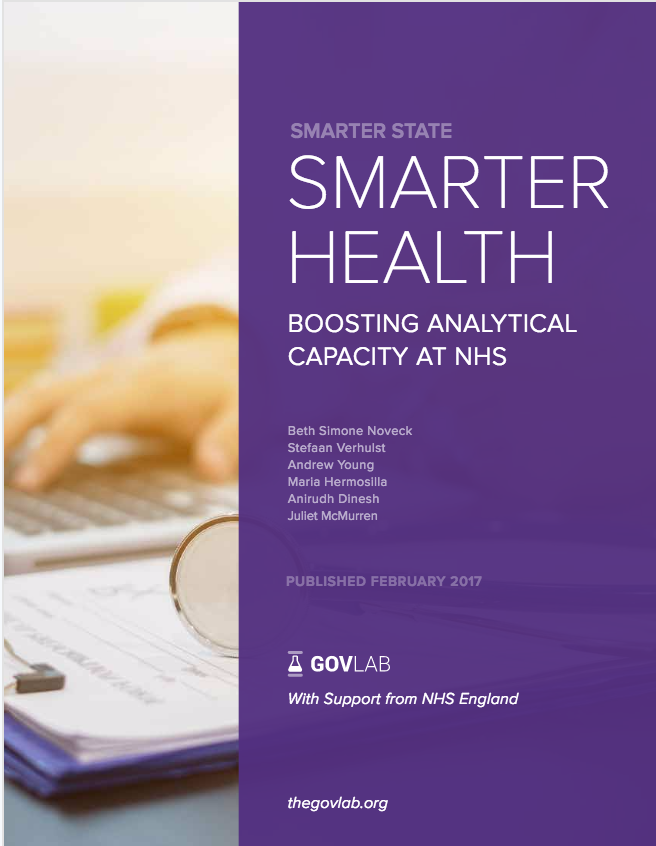 SMARTER STATE
SMARTER
HEALTH
BOOSTING ANALYTICAL
CAPACITY AT NHS
Beth Simone Noveck
Stefaan Verhulst
Andrew Young
Maria Hermosilla
Anirudh Dinesh
Juliet McMurren
PUBLISHED FEBRUARY 2017
GOVLAB
With Support from NHS England
thegovlab.org